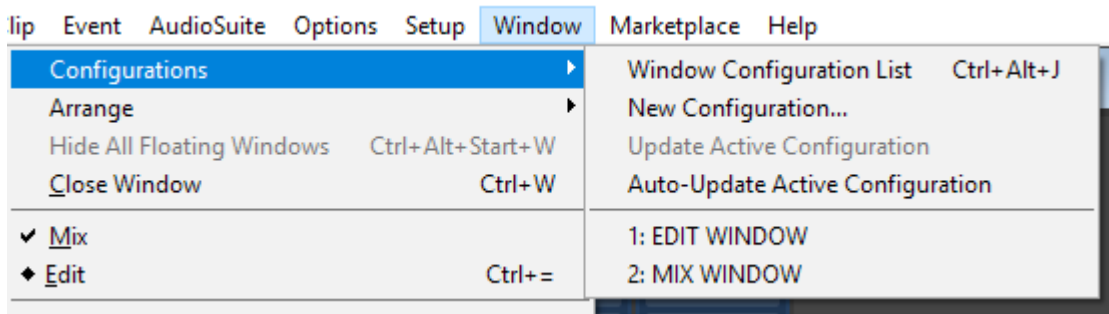 lip Event AudioSuite Options Setup Window Marketplace Help
Configurations
Arrange
Hide All Floating Windows Ctrl+Alt+Start+W
Close Window Ctrl+W
Mix
Edit Ctrl+=
Window Configuration List Ctrl+Alt+J
New Configuration...
Update Active Configuration
Auto-Update Active Configuration
1: EDIT WINDOW
2: MIX WINDOW